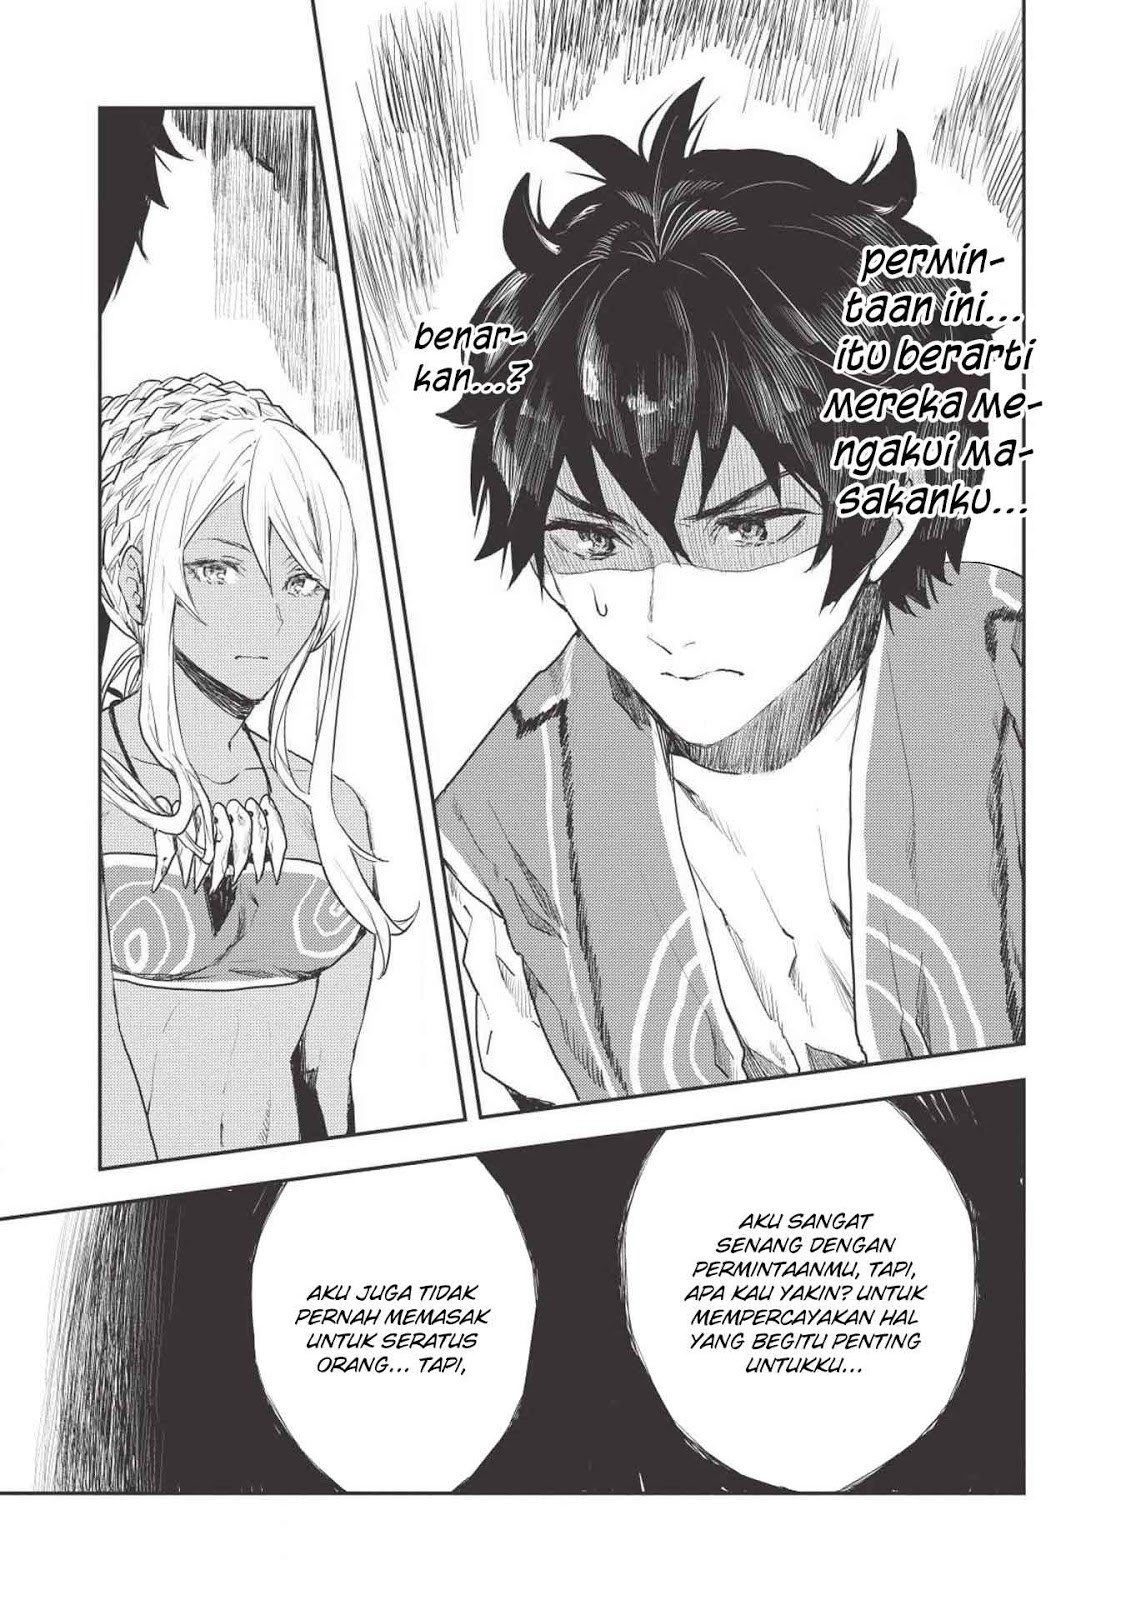 permin-
taan ini...
itu berarti
mereka me-
ngakui ma-
sakanku...
benar-
kan...?
AKU SANGAT
SENANG DENGAN
PERMINTAANMU, TAPI,
APA KAU YAKIN? UNTUK
MEMPERCAYAKAN HAL
YANG BEGITU PENTING
UNTUKKU...
AKU JUGA TIDAK
PERNAH MEMASAK
UNTUK SERATUS
ORANG... TAPI,